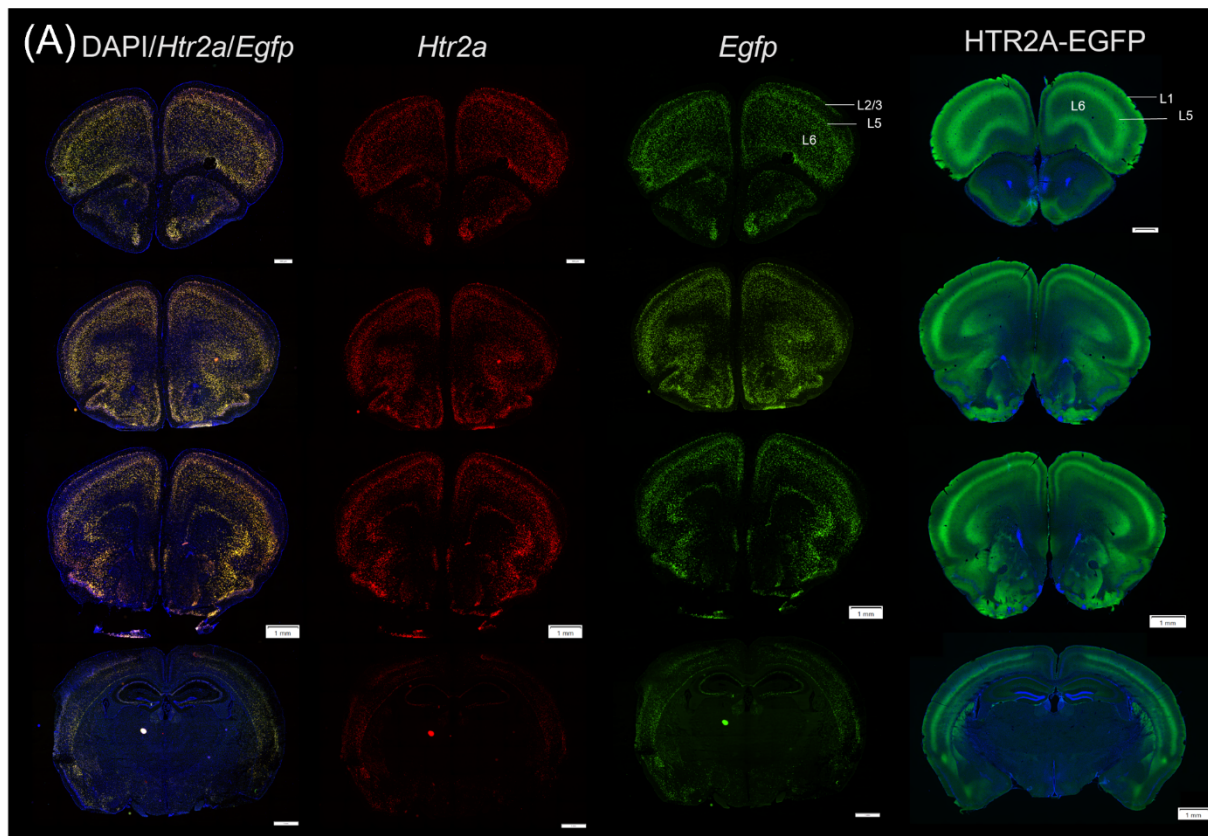 (A) DAPI/Htr2a/Egfp Htr2a Egfp HTR2A-EGFP
L2/3
L5
L6
L1
L6
L5
1 mm
1 mm
1 mm
1 mm
1 mm